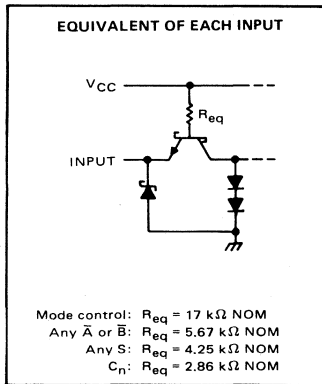 EQUIVALENT OF EACH INPUT
VCC
Req
INPUT
Mode control: Req = 17 kΩ NOM
Any A̅ or B̅: Req = 5.67 kΩ NOM
Any S: Req = 4.25 kΩ NOM
Cn: Req = 2.86 kΩ NOM